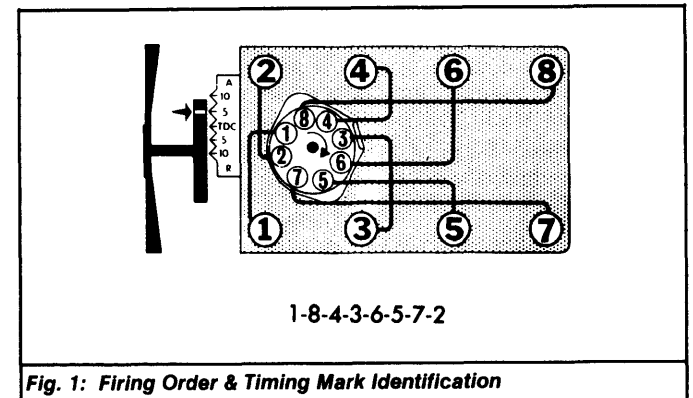 2 4 6 8
A
10
5
TDC
5
10
R
8 4
1 3
2 6
7 5
1 3 5 7
1-8-4-3-6-5-7-2
Fig. 1: Firing Order & Timing Mark Identification